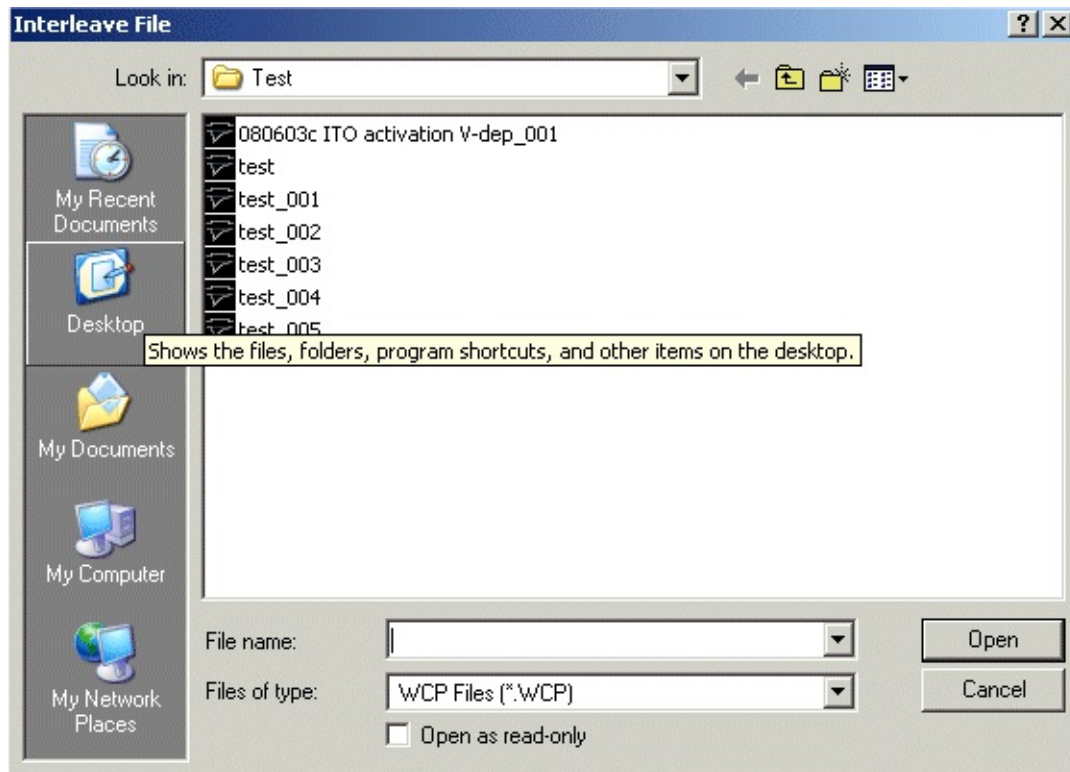 Interleave File
Look in: Test
080603c ITO activation V-dep_001
test
test_001
test_002
test_003
test_004
test_005
My Recent
Documents
Desktop
Shows the files, folders, program shortcuts, and other items on the desktop.
My Documents
My Computer
My Network
Places
File name:
Open
Files of type: WCP Files (*.WCP)
Cancel
Open as read-only